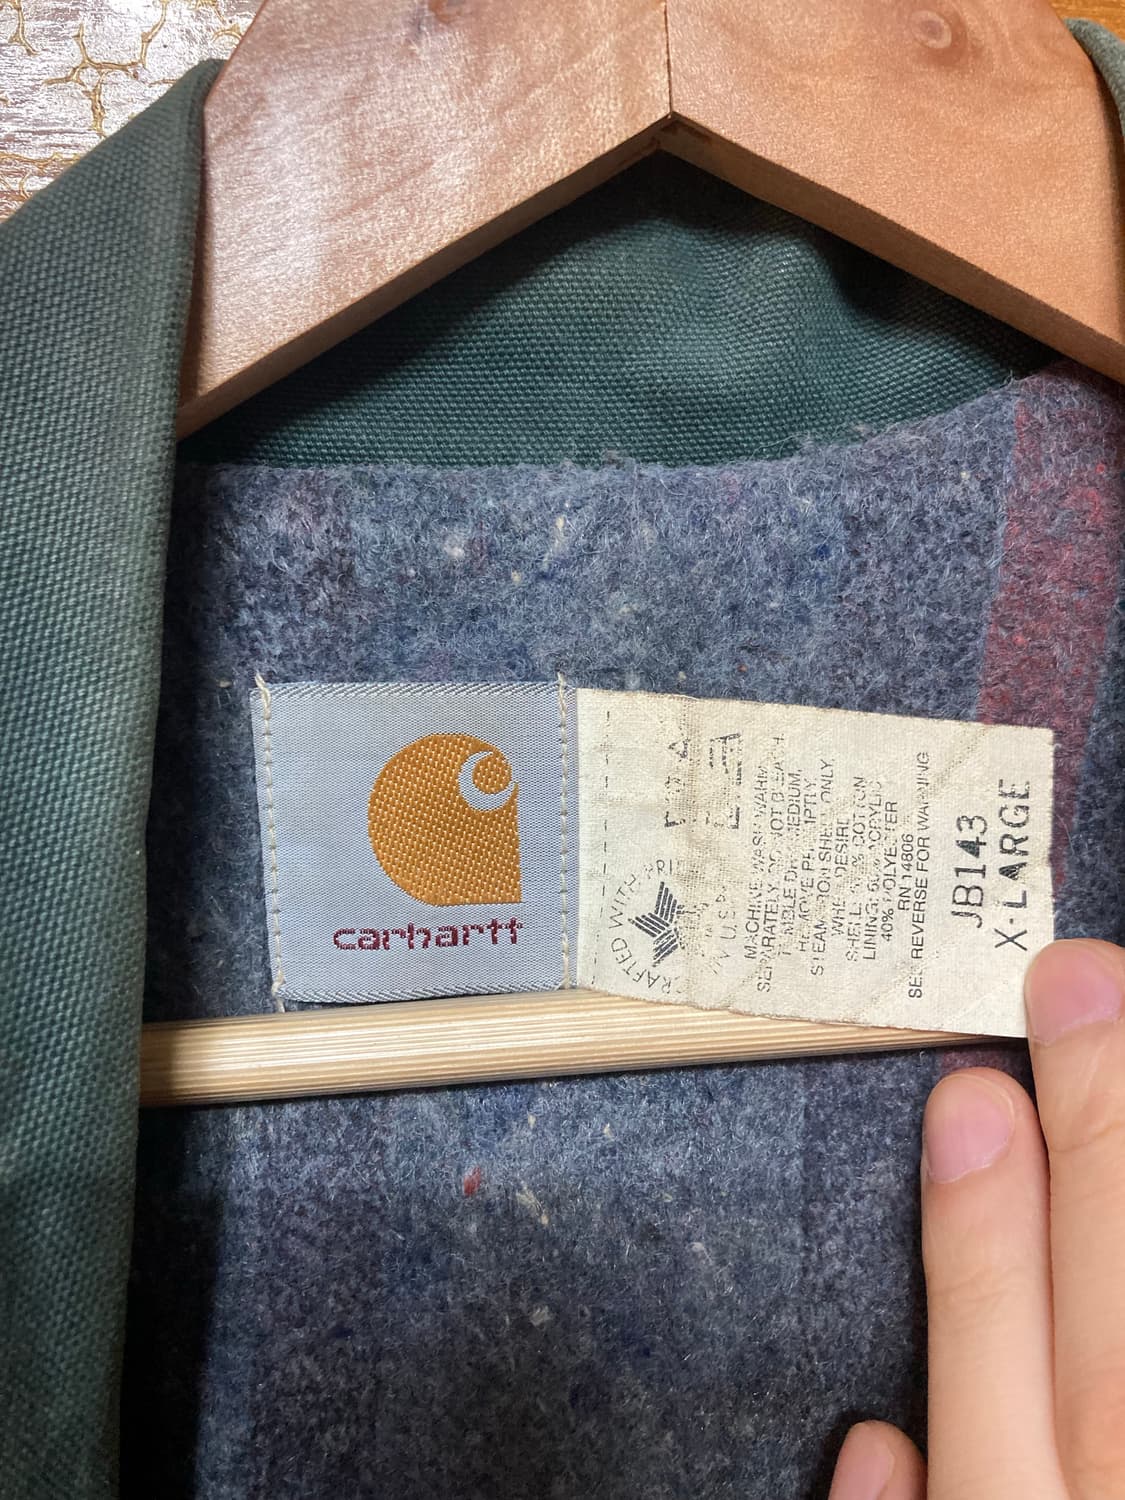 carhartt
CRAFTED WITH PRI
IN
U.S.
MACHINE WASH WARM,
SEPARATELY, DO NOT BLEACH.
TUMBLE DRY MEDIUM,
REMOVE PROMPTLY.
STEAM IRON SHELL ONLY
WHEN DESIRED
SHELL: 100% COTTON
LINING: 60% ACRYLIC
40% POLYESTER
RN 14806
SEE REVERSE FOR WARNING
JB143
X-LARGE